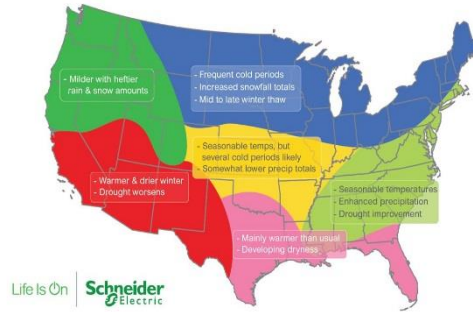 - Milder with heftier
rain & snow amounts
- Frequent cold periods
- Increased snowfall totals
- Mid to late winter thaw
- Seasonable temps, but
several cold periods likely
- Somewhat lower precip totals
- Warmer & drier winter
- Drought worsens
- Seasonable temperatures
- Enhanced precipitation
- Drought improvement
- Mainly warmer than usual
- Developing dryness
Life Is On
Schneider
Electric